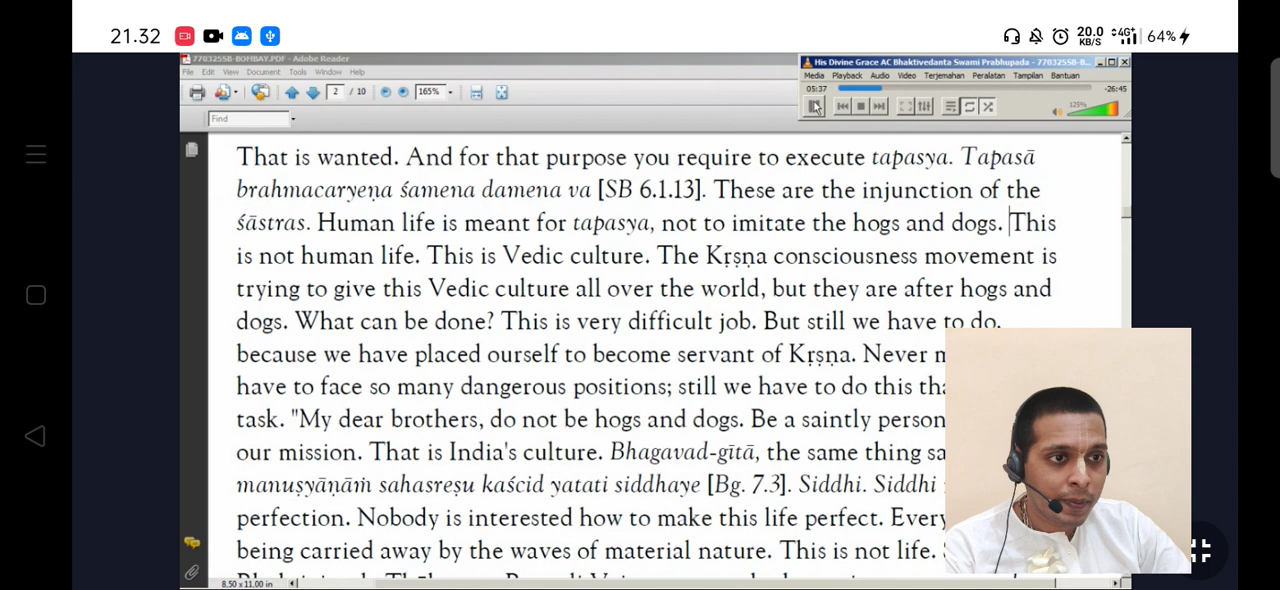 21.32
20.0 KB/S 4G+ 64%
77032558-BOMBAY.PDF - Adobe Reader
File Edit View Document Tools Window Help
2 / 10 165%
Find
His Divine Grace AC Bhaktivedanta Swami Prabhupada - 77032558-B...
Media Playback Audio Video Terjemahan Peralatan Tampilan Bantuan
05:37 -26:45
125%
That is wanted. And for that purpose you require to execute tapasya. Tapasā
brahmacaryeṇa śamena damena va [SB 6.1.13]. These are the injunction of the
śāstras. Human life is meant for tapasya, not to imitate the hogs and dogs. This
is not human life. This is Vedic culture. The Kṛṣṇa consciousness movement is
trying to give this Vedic culture all over the world, but they are after hogs and
dogs. What can be done? This is very difficult job. But still we have to do,
because we have placed ourself to become servant of Kṛṣṇa. Never
have to face so many dangerous positions; still we have to do this
task. "My dear brothers, do not be hogs and dogs. Be a saintly person
our mission. That is India's culture. Bhagavad-gītā, the same thing
manuṣyāṇāṁ sahasreṣu kaścid yatati siddhaye [Bg. 7.3]. Siddhi. Siddhi
perfection. Nobody is interested how to make this life perfect.
being carried away by the waves of material nature. This is not life.
8,50 x 11,00 in